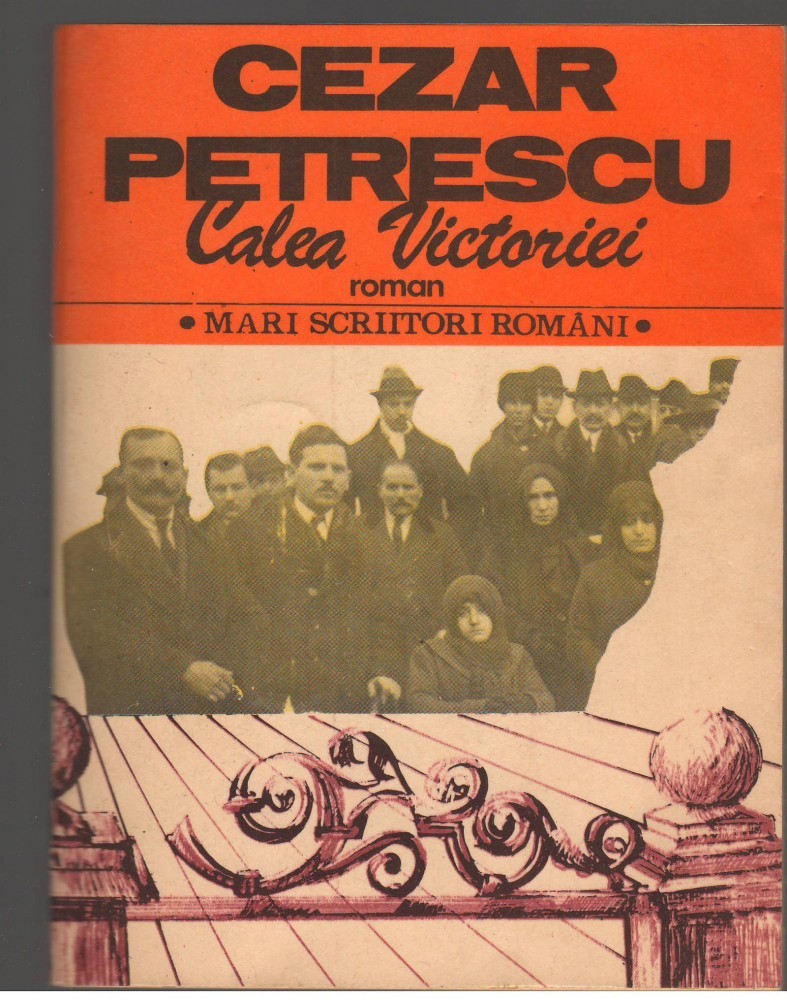 CEZAR
PETRESCU
Calea Victoriei
roman
• MARI SCRIITORI ROMÂNI •